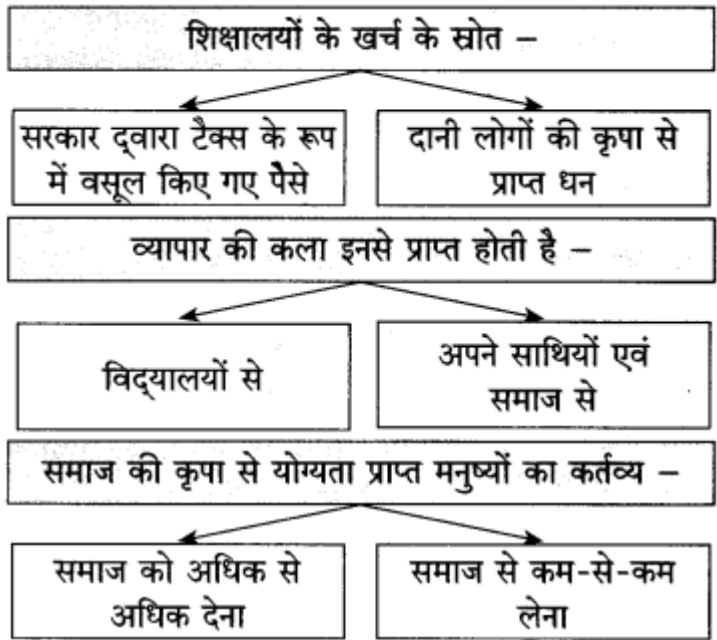 शिक्षालयों के खर्च के स्रोत –
सरकार द्‌वारा टैक्स के रूप
में वसूल किए गए पैसे
दानी लोगों की कृपा से
प्राप्त धन
व्यापार की कला इनसे प्राप्त होती है –
विद्‌यालयों से
अपने साथियों एवं
समाज से
समाज की कृपा से योग्यता प्राप्त मनुष्यों का कर्तव्य –
समाज को अधिक से
अधिक देना
समाज से कम-से-कम
लेना